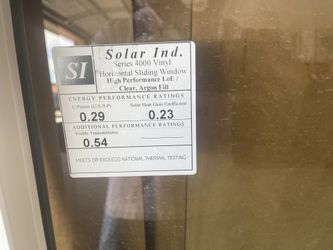 SI
Solar Ind.
Series 4000 Vinyl
Horizontal Sliding Window
High Performance LoE /
Clear, Argon Fill
ENERGY PERFORMANCE RATINGS
U-Factor (U.S./I-P) Solar Heat Gain Coefficient
0.29 0.23
ADDITIONAL PERFORMANCE RATINGS
Visible Transmittance
0.54
MEETS OR EXCEEDS NATIONAL THERMAL TESTING